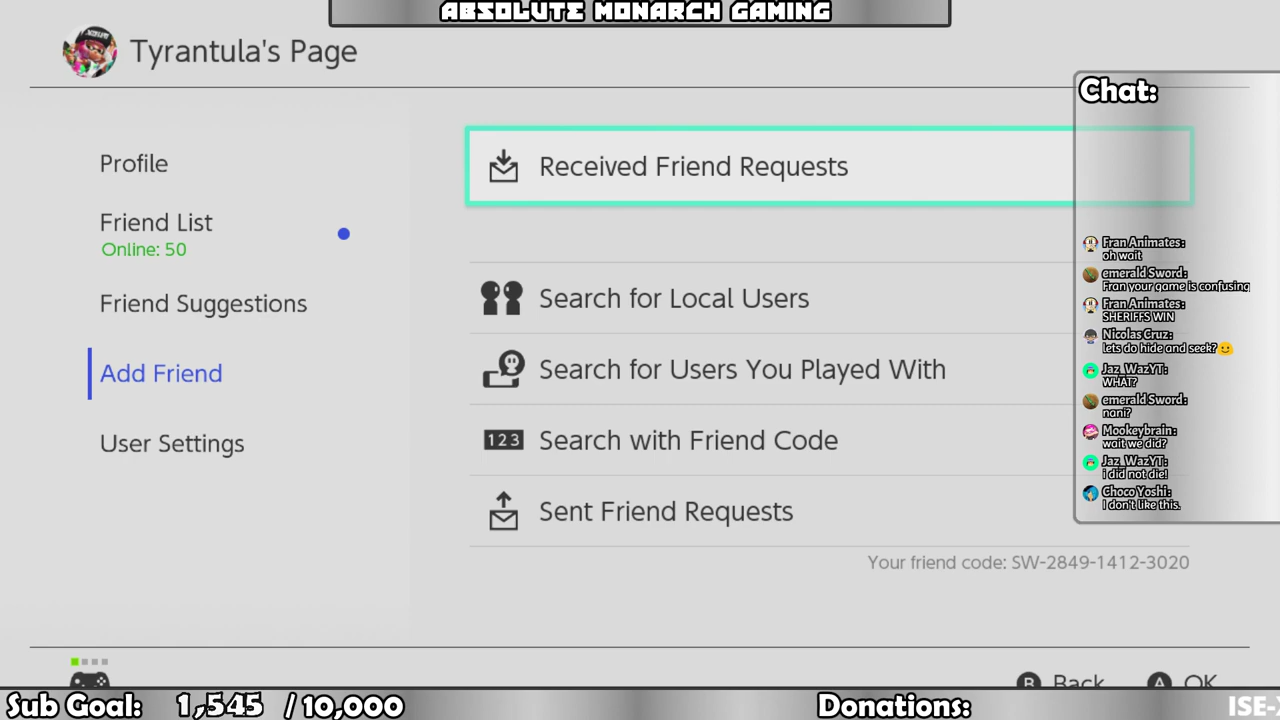 ABSOLUTE MONARCH GAMING
Tyrantula's Page
Profile
Friend List
Online: 50
Friend Suggestions
Add Friend
User Settings
Received Friend Requests
Search for Local Users
Search for Users You Played With
123 Search with Friend Code
Sent Friend Requests
Your friend code: SW-2849-1412-3020
Chat:
Fran Animates:
oh wait
emerald Sword:
Fran your game is confusing
Fran Animates:
SHERIFFS WIN
Nicolas Cruz:
lets do hide and seek?🙂
Jaz_WazYT:
WHAT?
emerald Sword:
nani?
Mookeybrain:
wait we did?
Jaz_WazYT:
i did not die!
Choco Yoshi:
I don't like this.
B Back A OK
Sub Goal: 1,545 / 10,000 Donations: ISE-